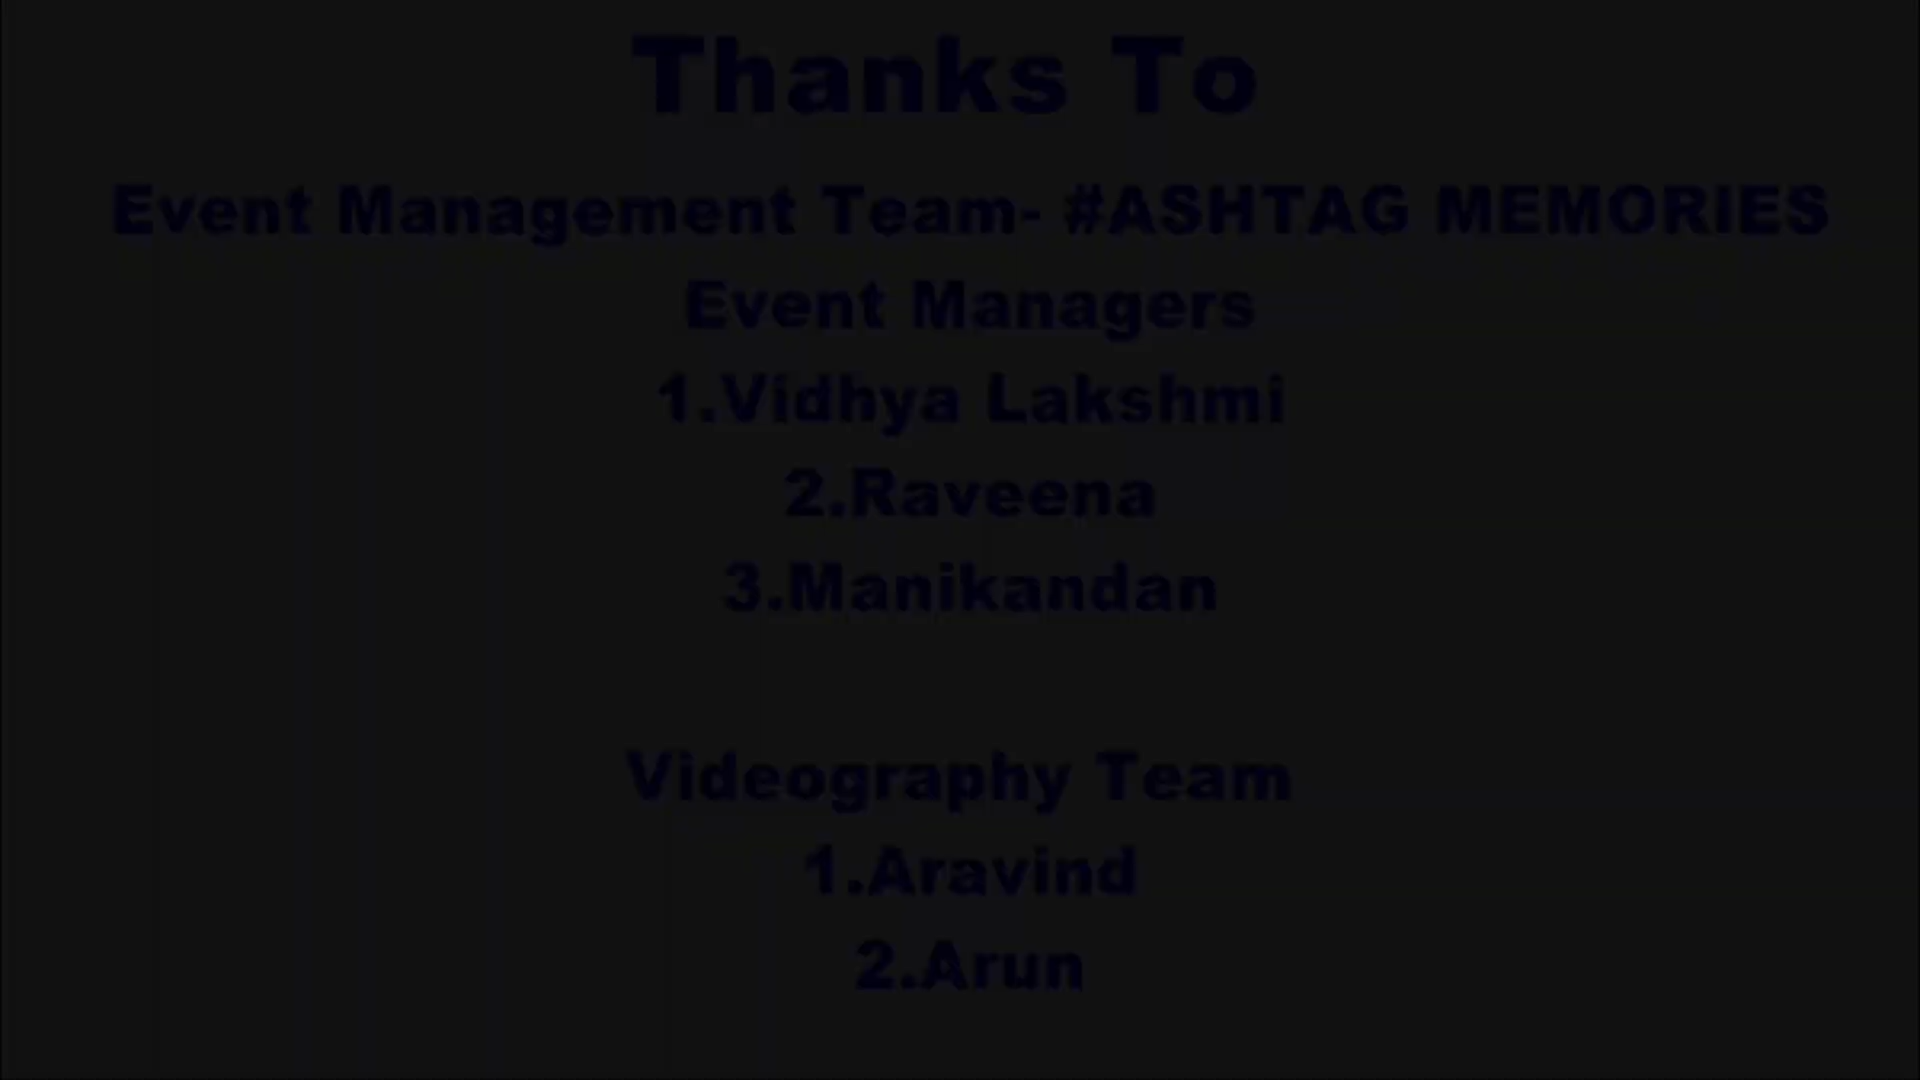 Thanks To
Event Management Team- #ASHTAG MEMORIES
Event Managers
1.Vidhya Lakshmi
2.Raveena
3.Manikandan
Videography Team
1.Aravind
2.Arun